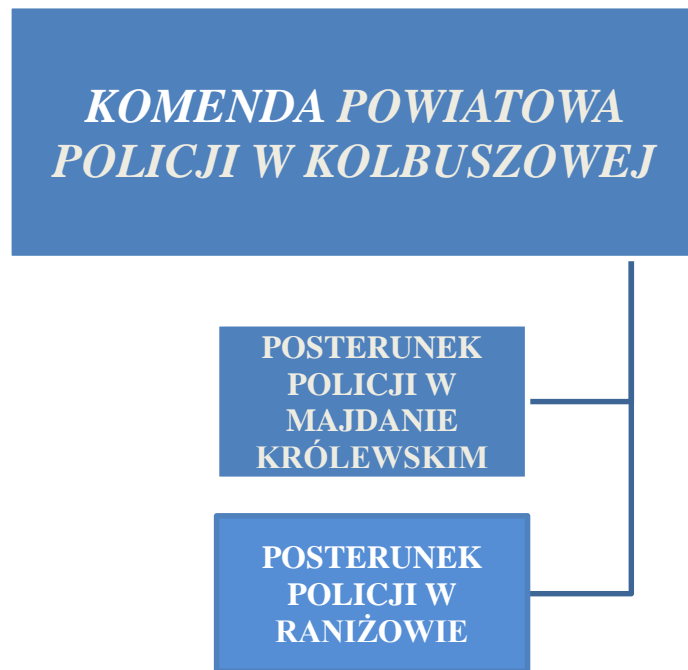 KOMENDA POWIATOWA
POLICJI W KOLBUSZOWEJ
POSTERUNEK
POLICJI W
MAJDANIE
KRÓLEWSKIM
POSTERUNEK
POLICJI W
RANIŻOWIE